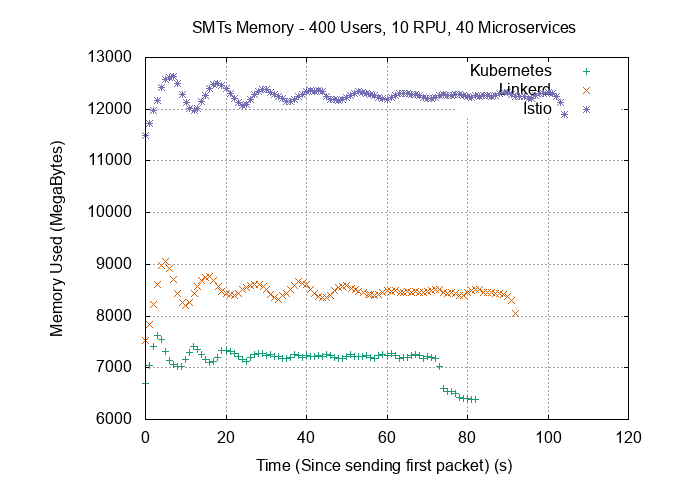 SMTs Memory - 400 Users, 10 RPU, 40 Microservices
13000
12000
11000
10000
9000
8000
7000
6000
Memory Used (MegaBytes)
Kubernetes
Linkerd
Istio
0 20 40 60 80 100 120
Time (Since sending first packet) (s)